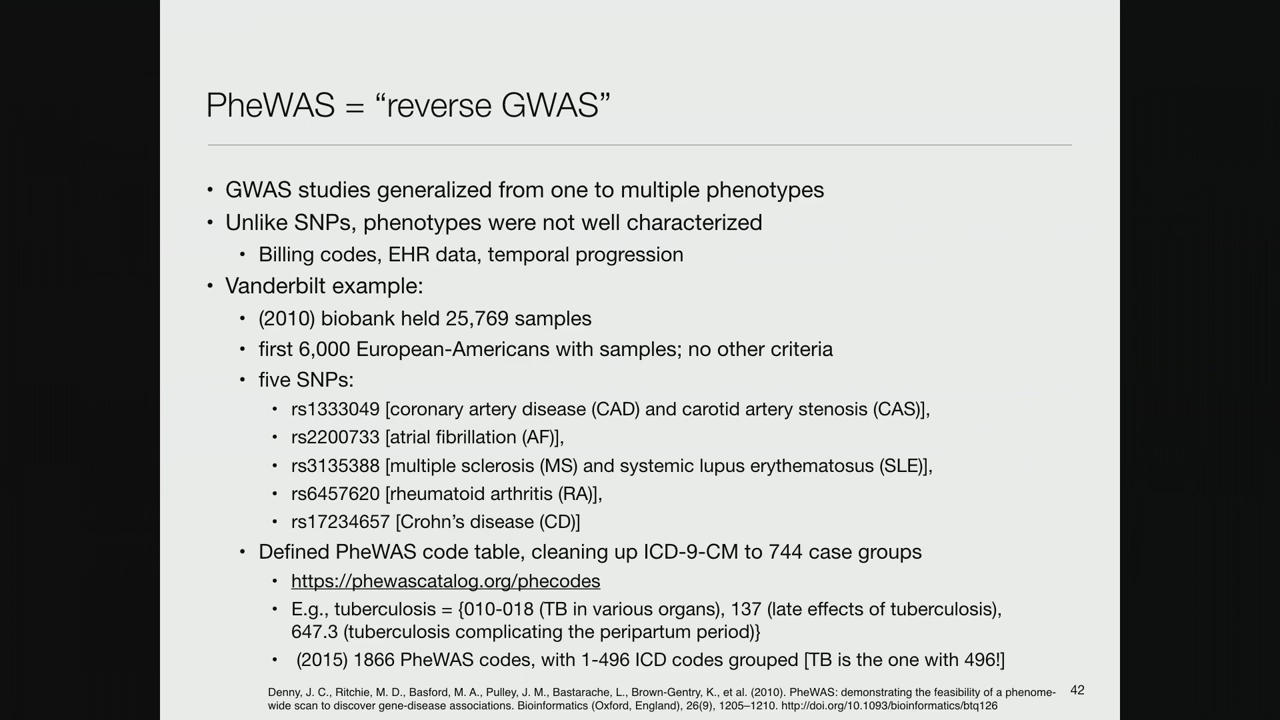 PheWAS = “reverse GWAS”
• GWAS studies generalized from one to multiple phenotypes
• Unlike SNPs, phenotypes were not well characterized
• Billing codes, EHR data, temporal progression
• Vanderbilt example:
• (2010) biobank held 25,769 samples
• first 6,000 European-Americans with samples; no other criteria
• five SNPs:
• rs1333049 [coronary artery disease (CAD) and carotid artery stenosis (CAS)],
• rs2200733 [atrial fibrillation (AF)],
• rs3135388 [multiple sclerosis (MS) and systemic lupus erythematosus (SLE)],
• rs6457620 [rheumatoid arthritis (RA)],
• rs17234657 [Crohn’s disease (CD)]
• Defined PheWAS code table, cleaning up ICD-9-CM to 744 case groups
• https://phewascatalog.org/phecodes
• E.g., tuberculosis = {010-018 (TB in various organs), 137 (late effects of tuberculosis),
647.3 (tuberculosis complicating the peripartum period)}
• (2015) 1866 PheWAS codes, with 1-496 ICD codes grouped [TB is the one with 496!]
Denny, J. C., Ritchie, M. D., Basford, M. A., Pulley, J. M., Bastarache, L., Brown-Gentry, K., et al. (2010). PheWAS: demonstrating the feasibility of a phenome-
wide scan to discover gene-disease associations. Bioinformatics (Oxford, England), 26(9), 1205–1210. http://doi.org/10.1093/bioinformatics/btq126
42